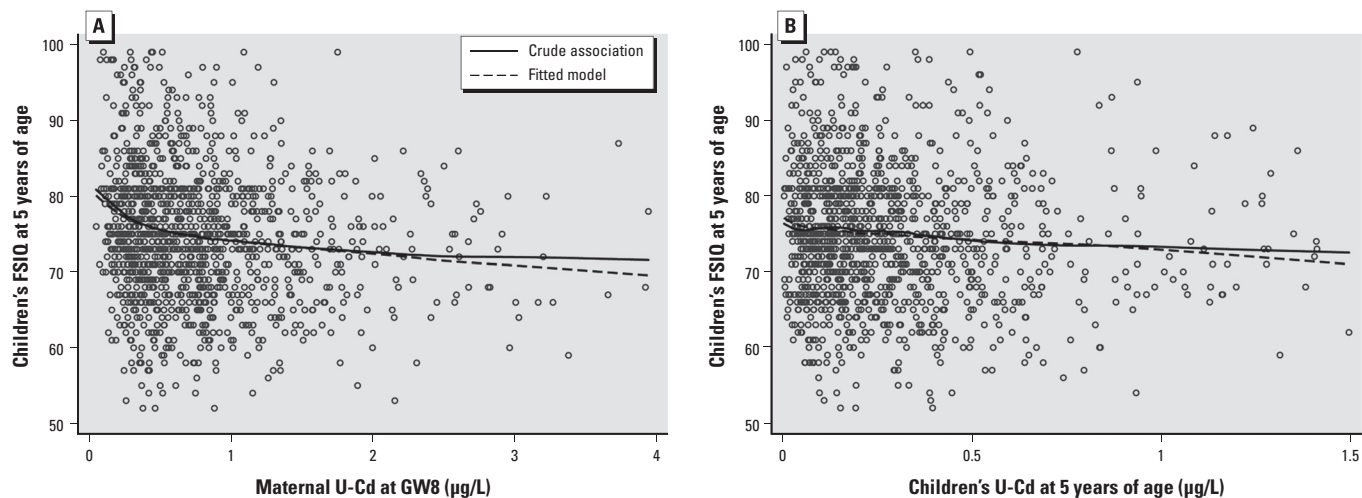 A
Crude association
Fitted model
100
90
80
70
60
50
Children's FSIQ at 5 years of age
0
1
2
3
4
Maternal U-Cd at GW8 (µg/L)
B
100
90
80
70
60
50
Children's FSIQ at 5 years of age
0
0.5
1
1.5
Children's U-Cd at 5 years of age (µg/L)